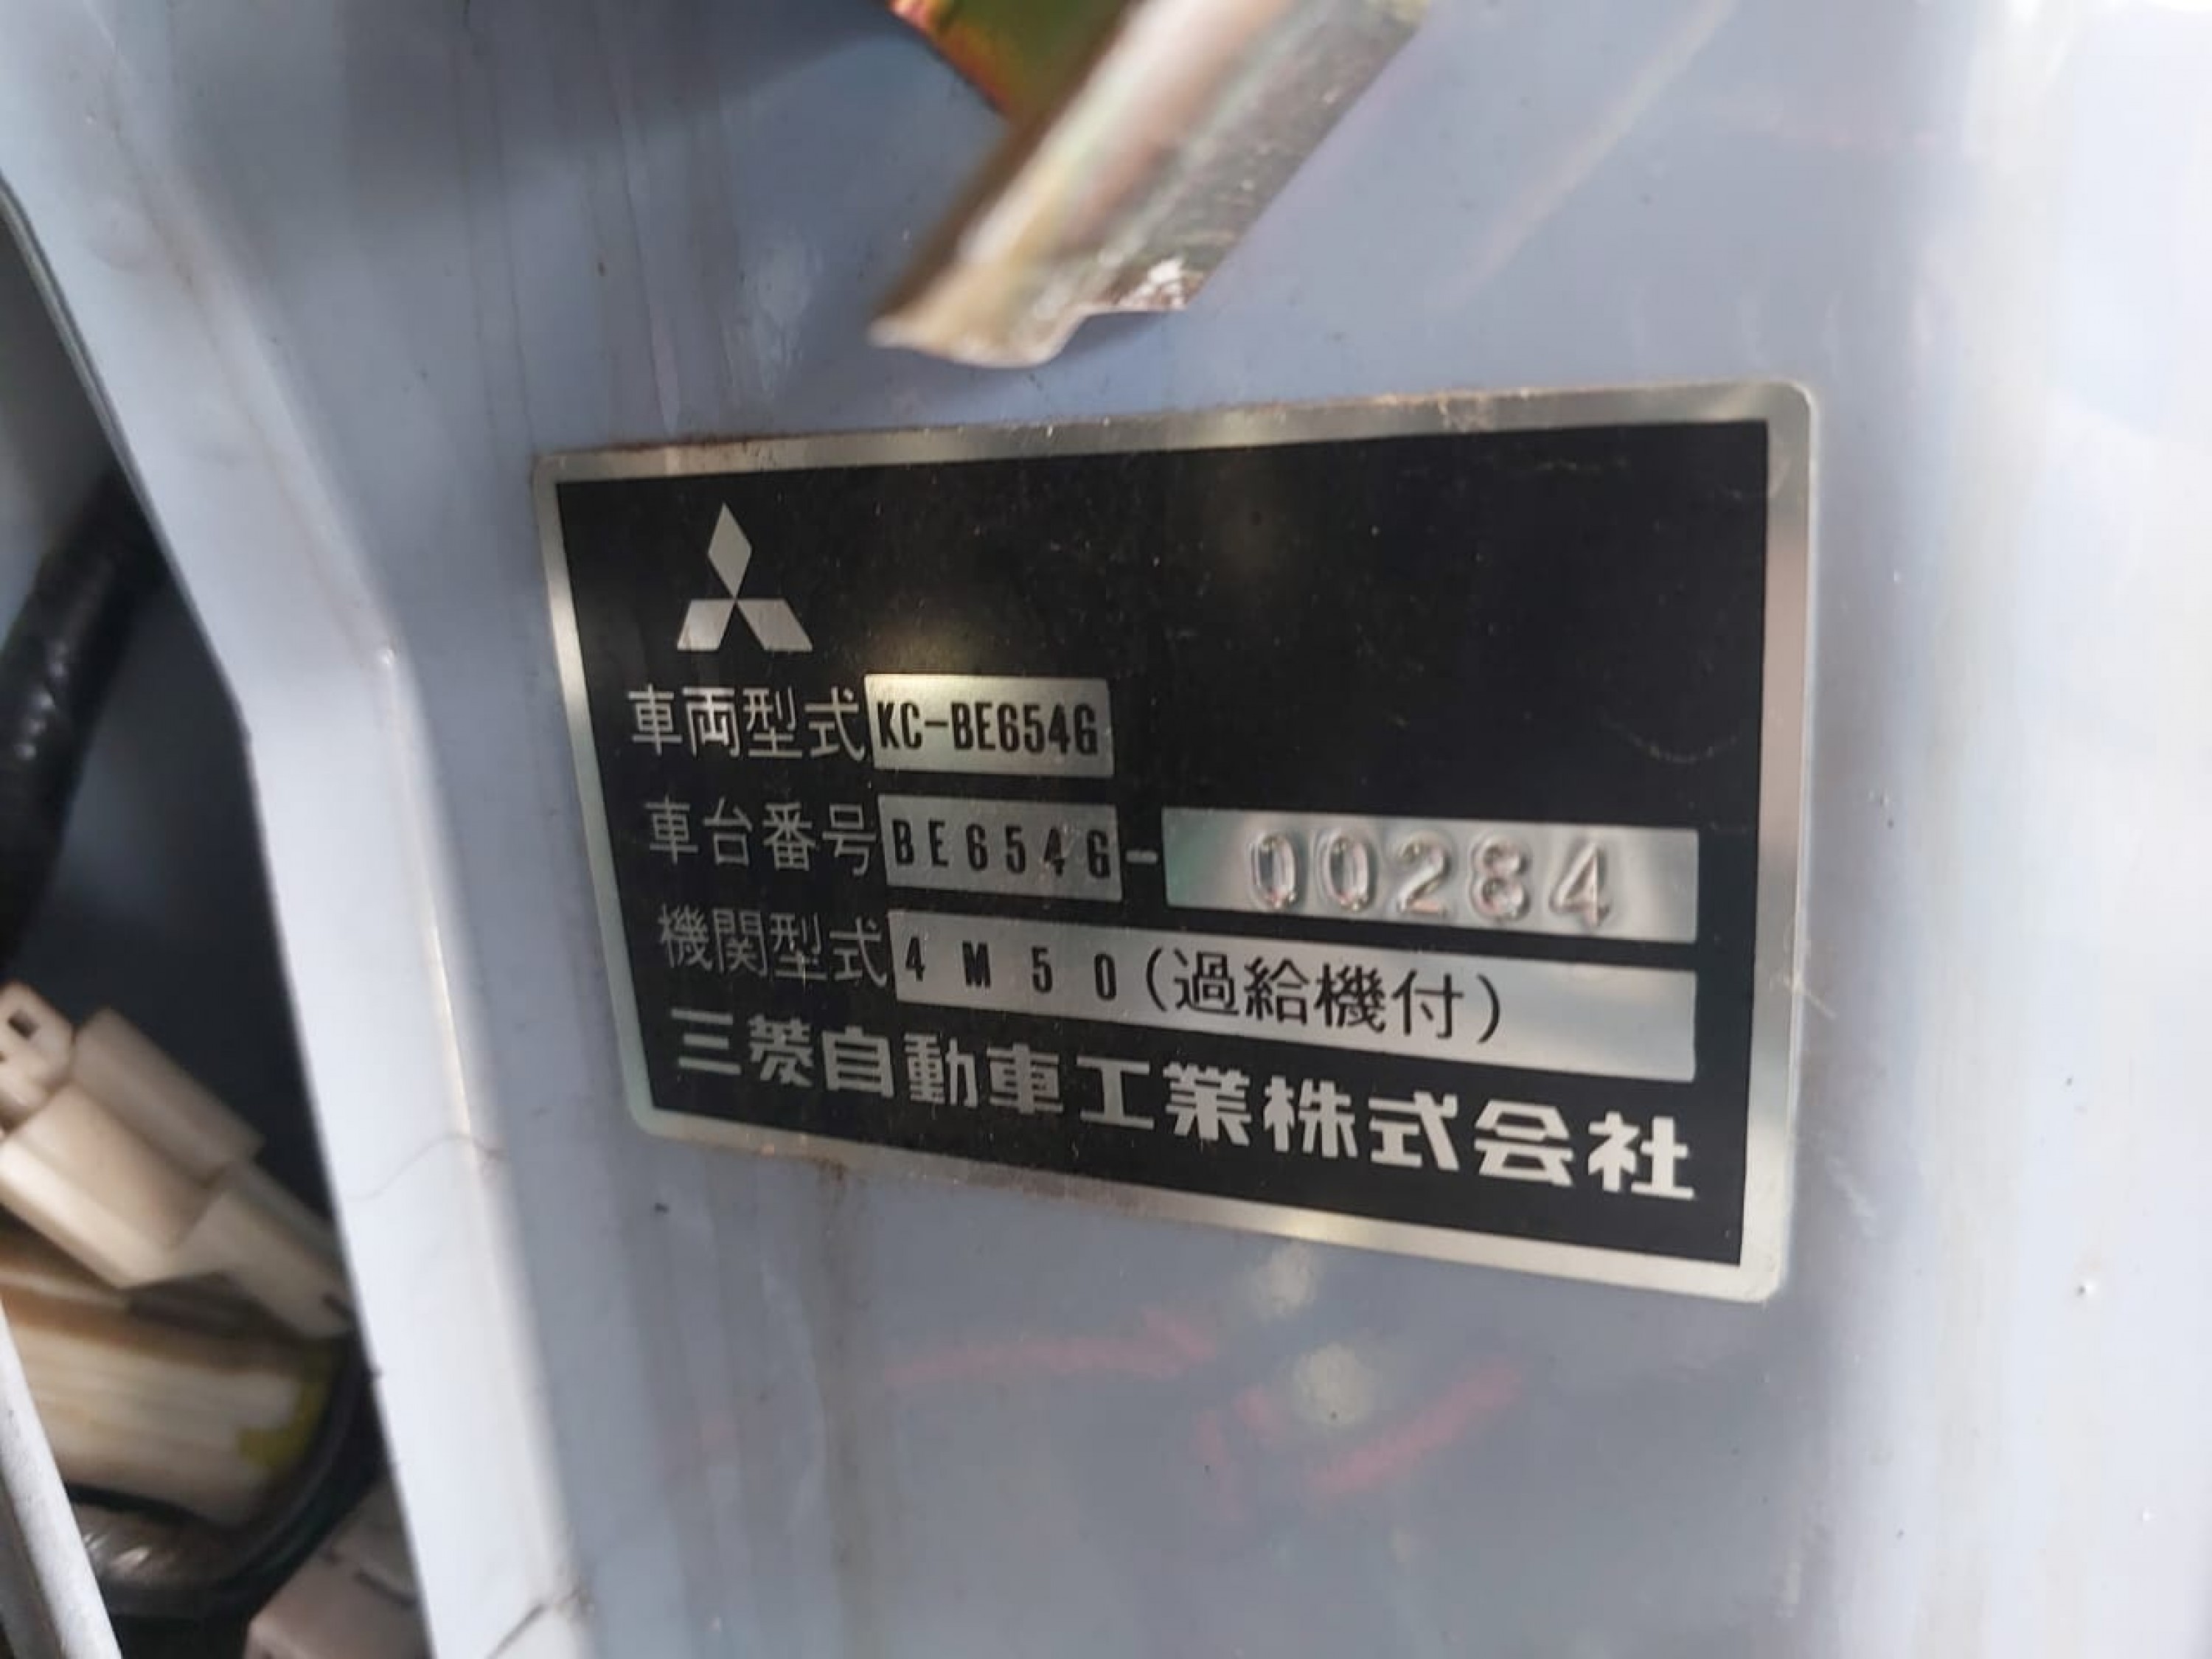 車両型式 KC-BE654G
車台番号 BE654G-00284
機関型式 4M50(過給機付)
三菱自動車工業株式会社